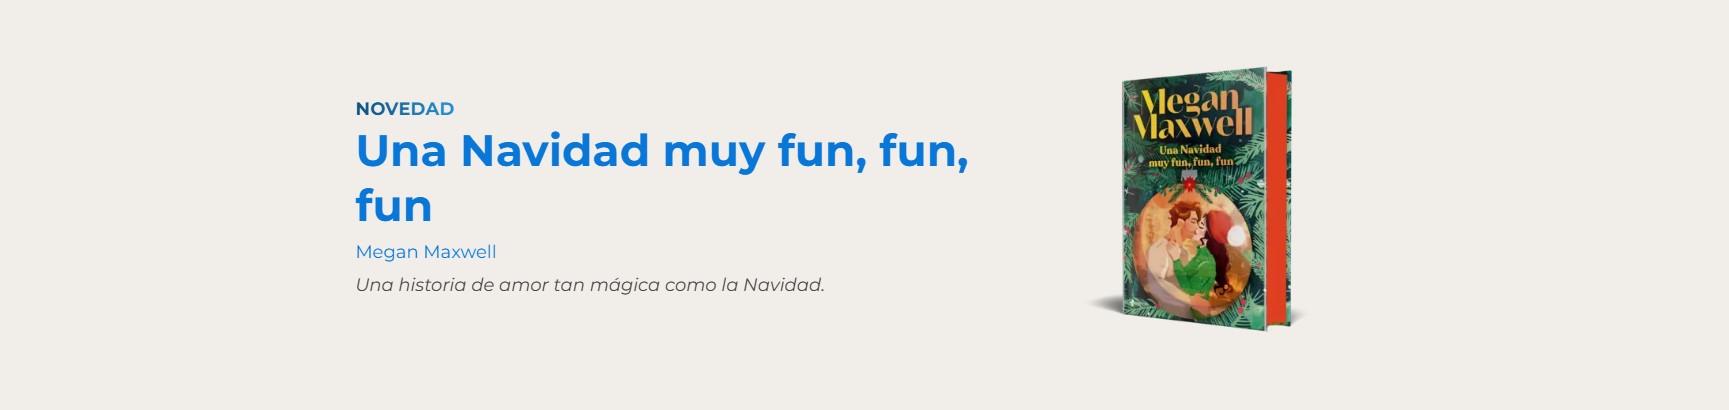 NOVEDAD
Una Navidad muy fun, fun,
fun
Megan Maxwell
Una historia de amor tan mágica como la Navidad.
Megan
Maxwell
Una Navidad
muy fun, fun, fun